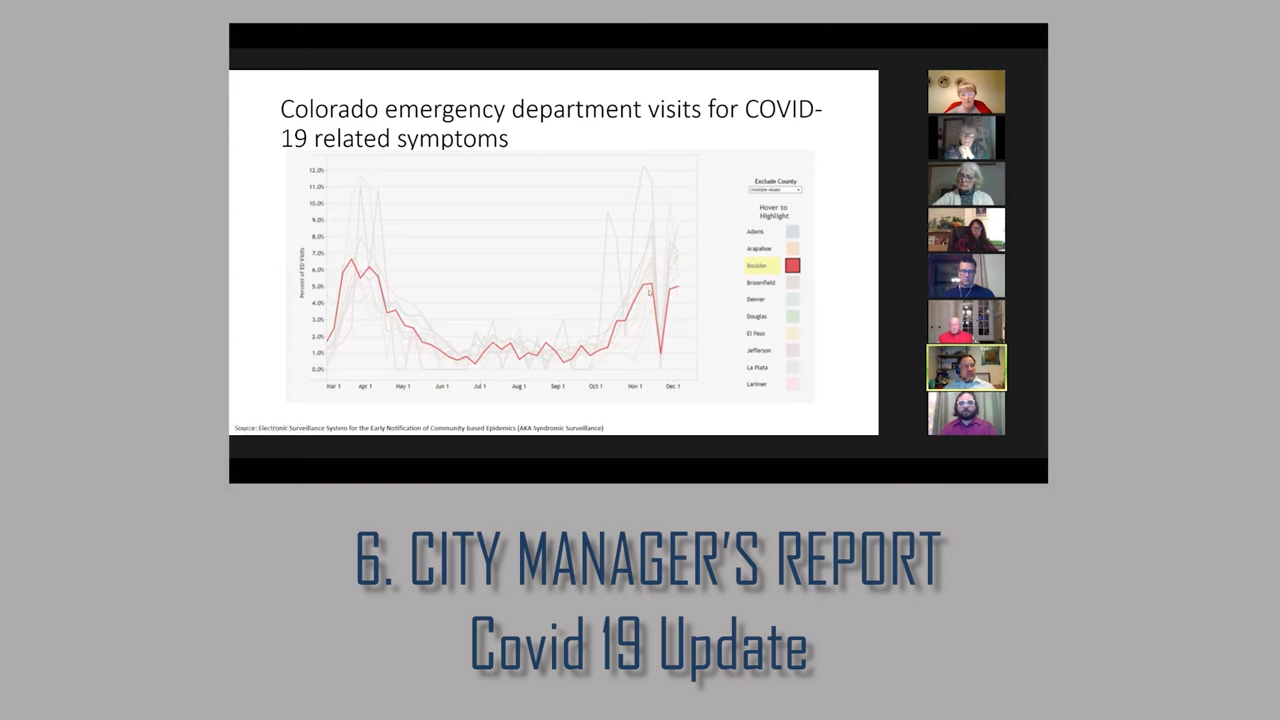 Colorado emergency department visits for COVID-
19 related symptoms
12.0%
11.0%
10.0%
9.0%
8.0%
7.0%
6.0%
5.0%
4.0%
3.0%
2.0%
1.0%
0.0%
Percent of ED Visits
Mar 1 Apr 1 May 1 Jun 1 Jul 1 Aug 1 Sep 1 Oct 1 Nov 1 Dec 1
Exclude County
(multiple values)
Hover to
Highlight
Adams
Arapahoe
Boulder
Broomfield
Denver
Douglas
El Paso
Jefferson
La Plata
Larimer
Source: Electronic Surveillance System for the Early Notification of Community-based Epidemics (AKA Syndromic Surveillance)
6. CITY MANAGER'S REPORT
Covid 19 Update